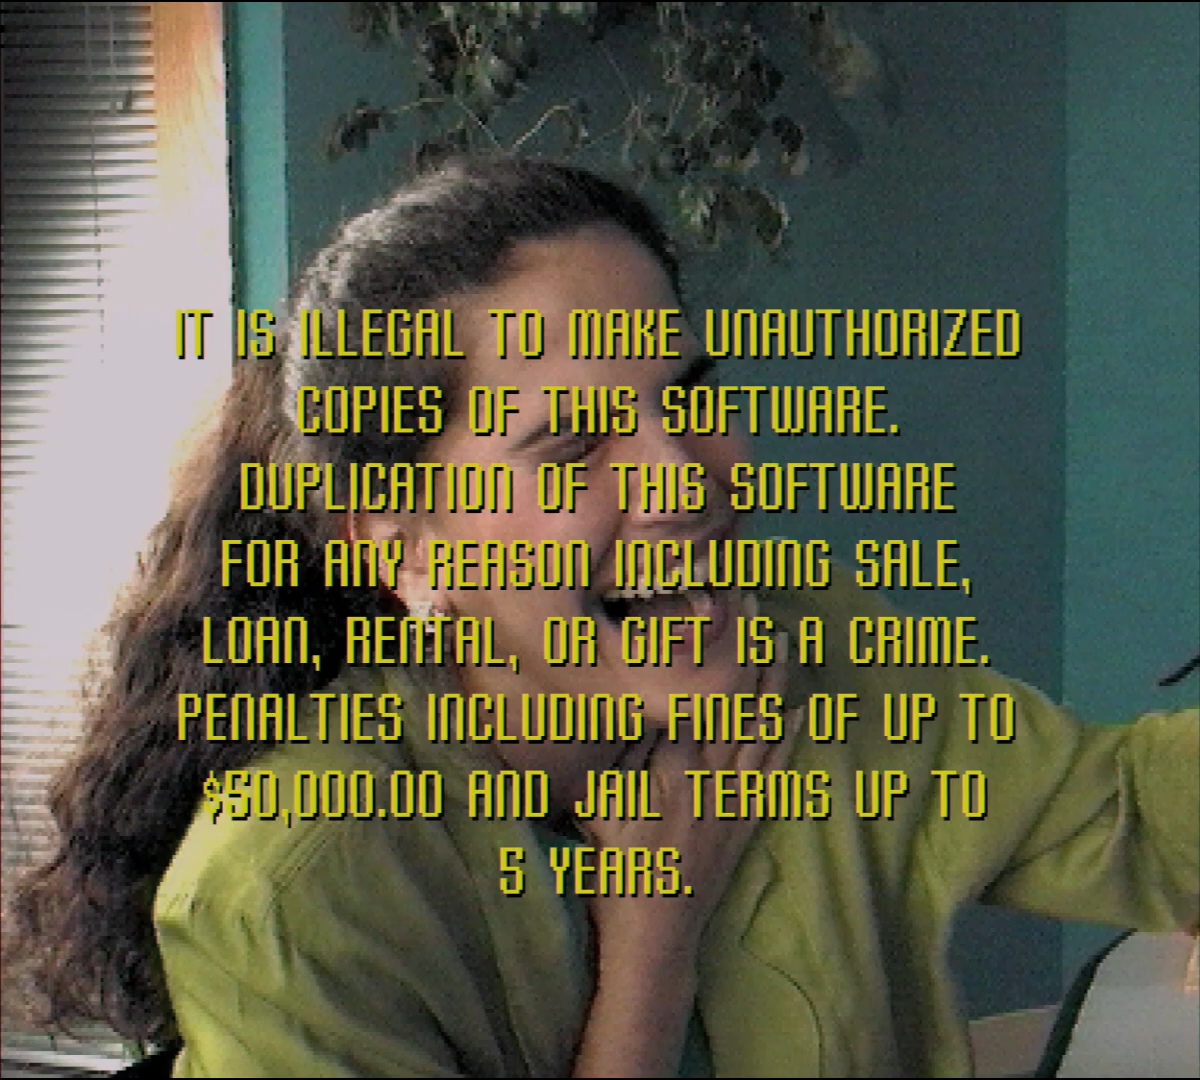 IT IS ILLEGAL TO MAKE UNAUTHORIZED
COPIES OF THIS SOFTWARE.
DUPLICATION OF THIS SOFTWARE
FOR ANY REASON INCLUDING SALE,
LOAN, RENTAL, OR GIFT IS A CRIME.
PENALTIES INCLUDING FINES OF UP TO
$50,000.00 AND JAIL TERMS UP TO
5 YEARS.